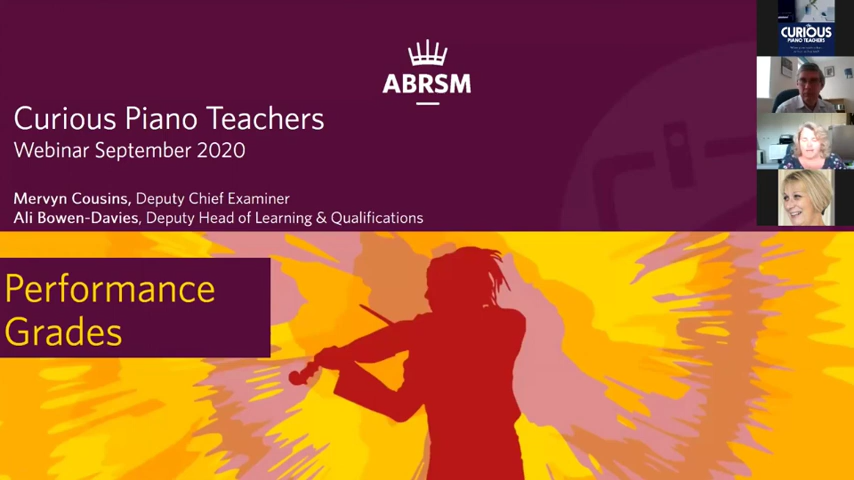 ABRSM
Curious Piano Teachers
Webinar September 2020
Mervyn Cousins, Deputy Chief Examiner
Ali Bowen-Davies, Deputy Head of Learning & Qualifications
Performance
Grades
CURIOUS
PIANO TEACHERS